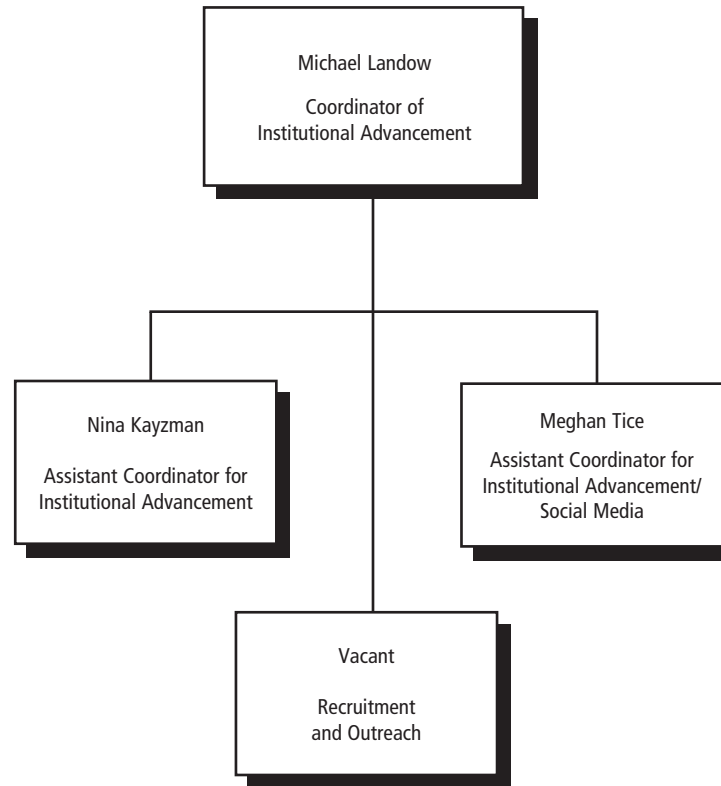 Michael Landow
Coordinator of
Institutional Advancement
Nina Kayzman
Assistant Coordinator for
Institutional Advancement
Meghan Tice
Assistant Coordinator for
Institutional Advancement/
Social Media
Vacant
Recruitment
and Outreach